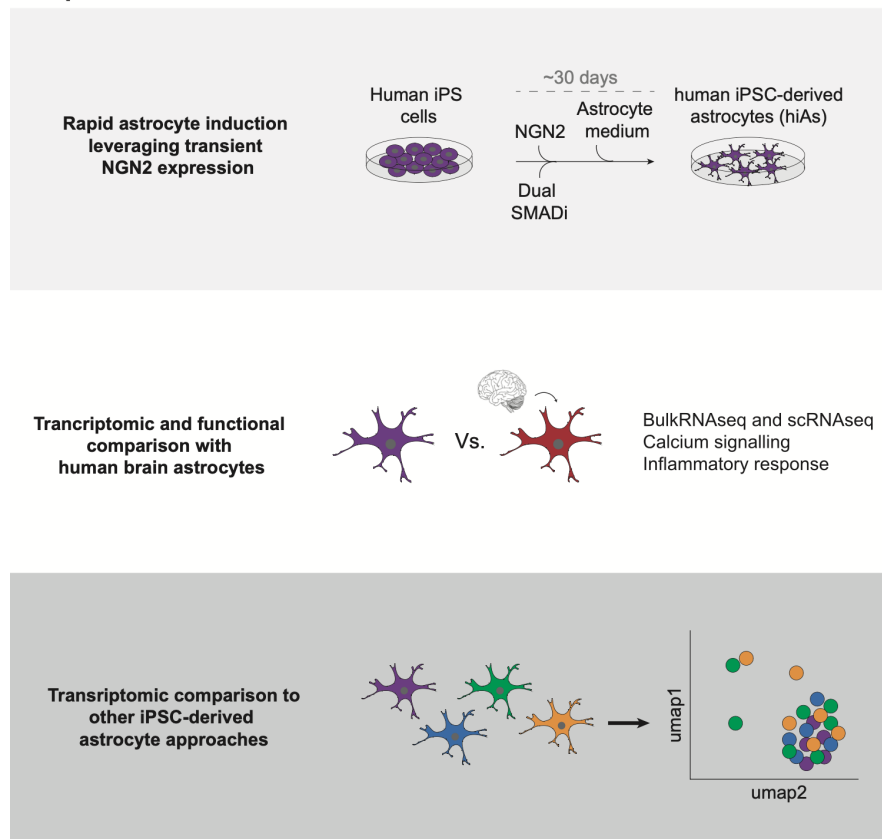 Rapid astrocyte induction
leveraging transient
NGN2 expression
Human iPS
cells
~30 days
NGN2
Astrocyte
medium
Dual
SMADi
human iPSC-derived
astrocytes (hiAs)
Trancriptomic and functional
comparison with
human brain astrocytes
Vs.
BulkRNAseq and scRNAseq
Calcium signalling
Inflammatory response
Transriptomic comparison to
other iPSC-derived
astrocyte approaches
umap1
umap2